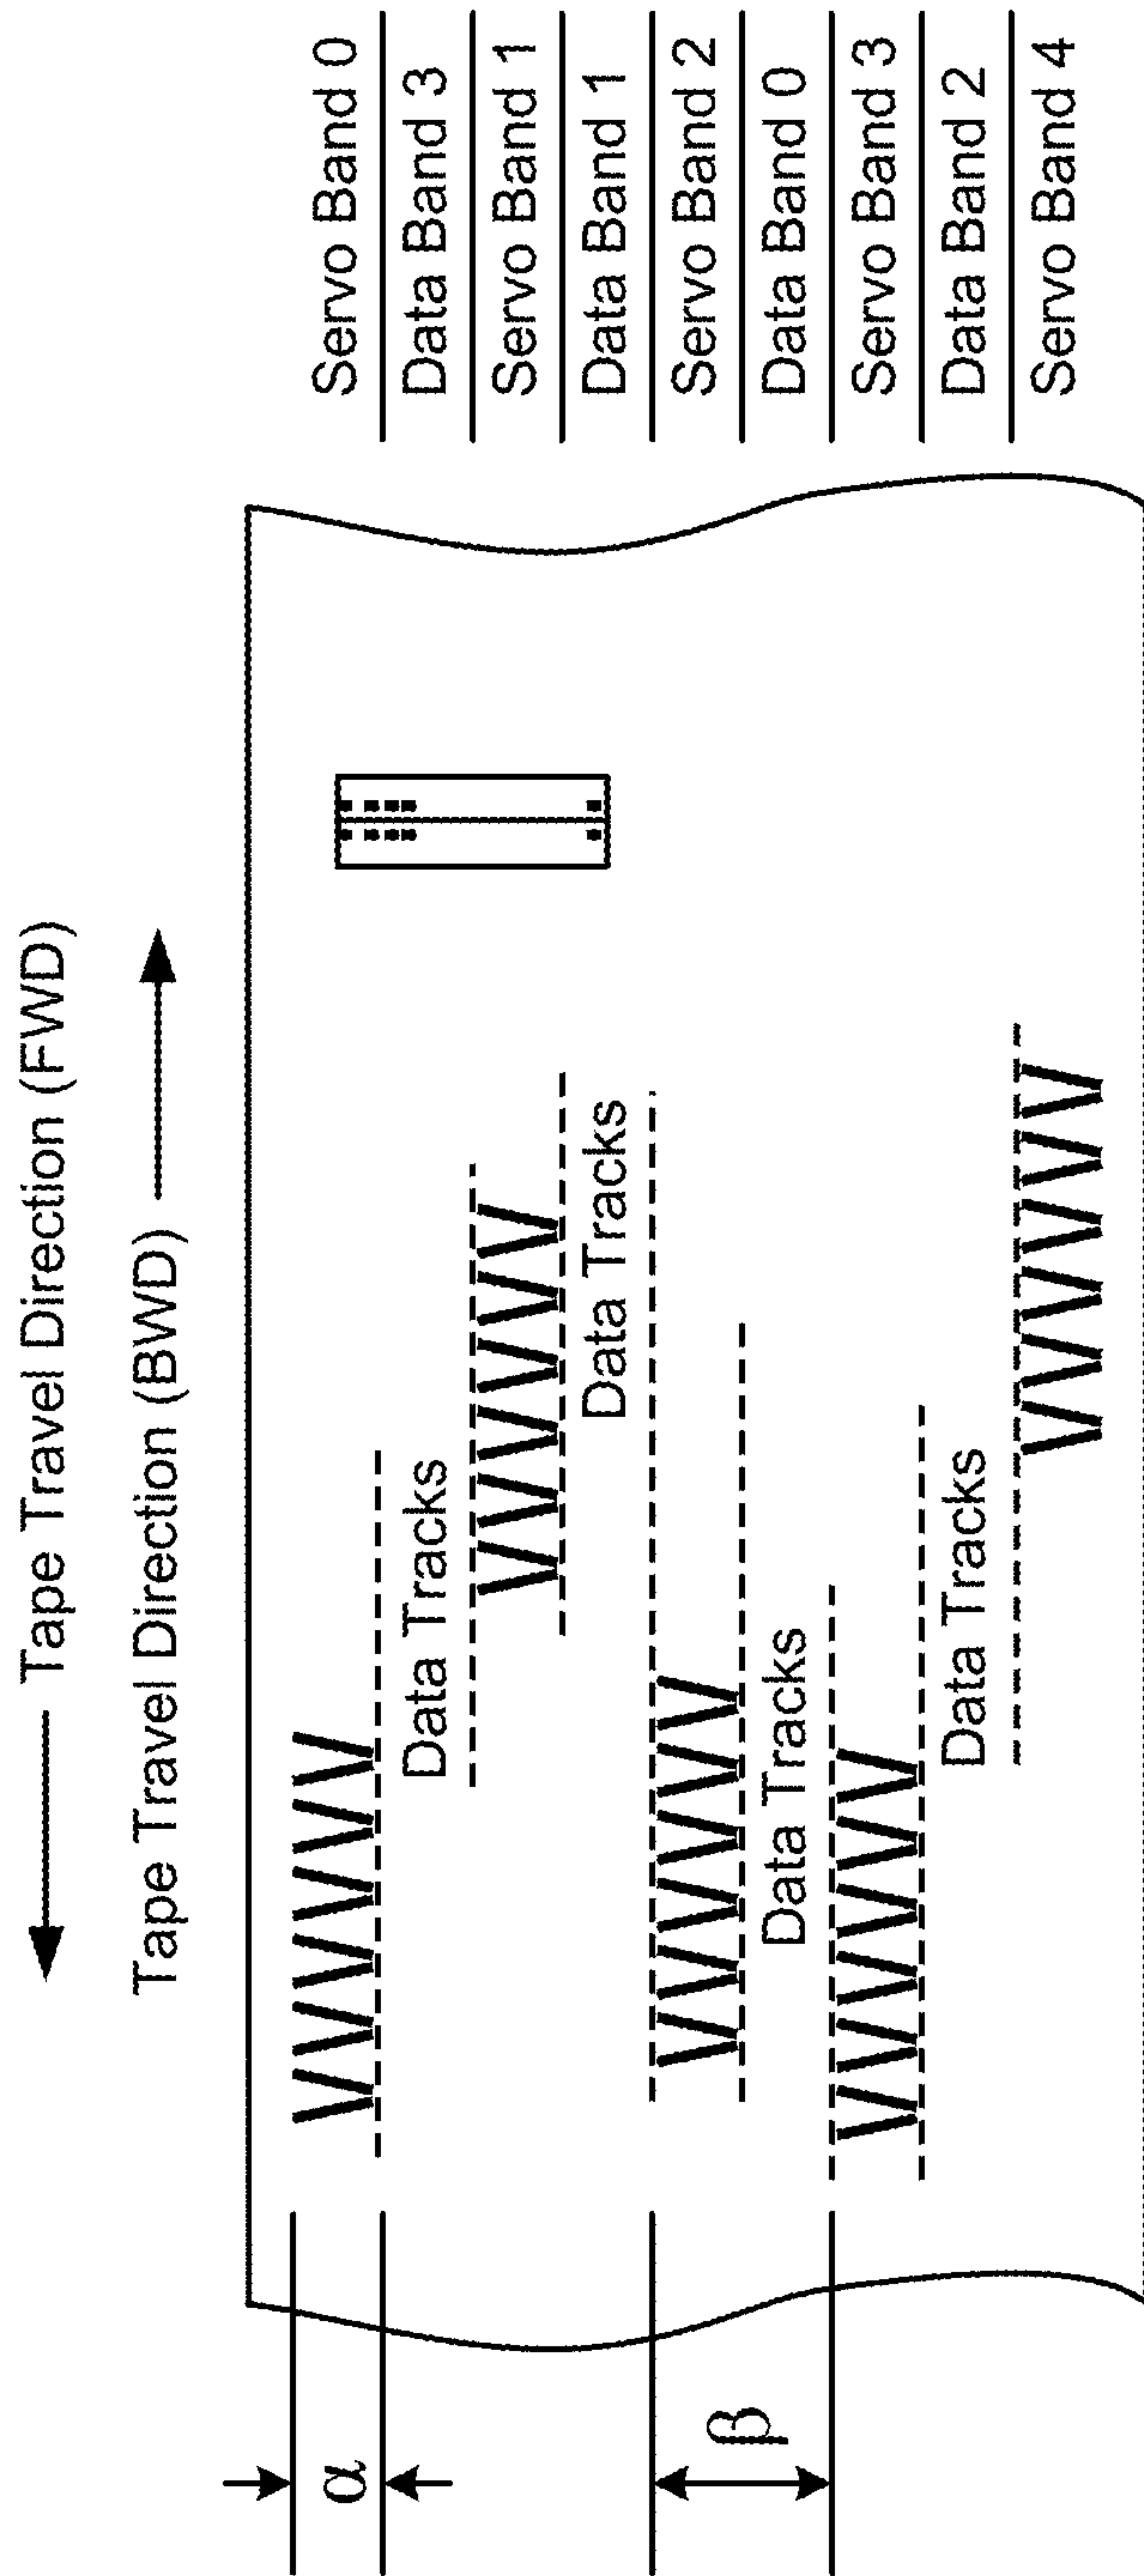 Tape Travel Direction (FWD)
Tape Travel Direction (BWD)
α
β
Data Tracks
Data Tracks
Data Tracks
Data Tracks
Servo Band 0
Data Band 3
Servo Band 1
Data Band 1
Servo Band 2
Data Band 0
Servo Band 3
Data Band 2
Servo Band 4